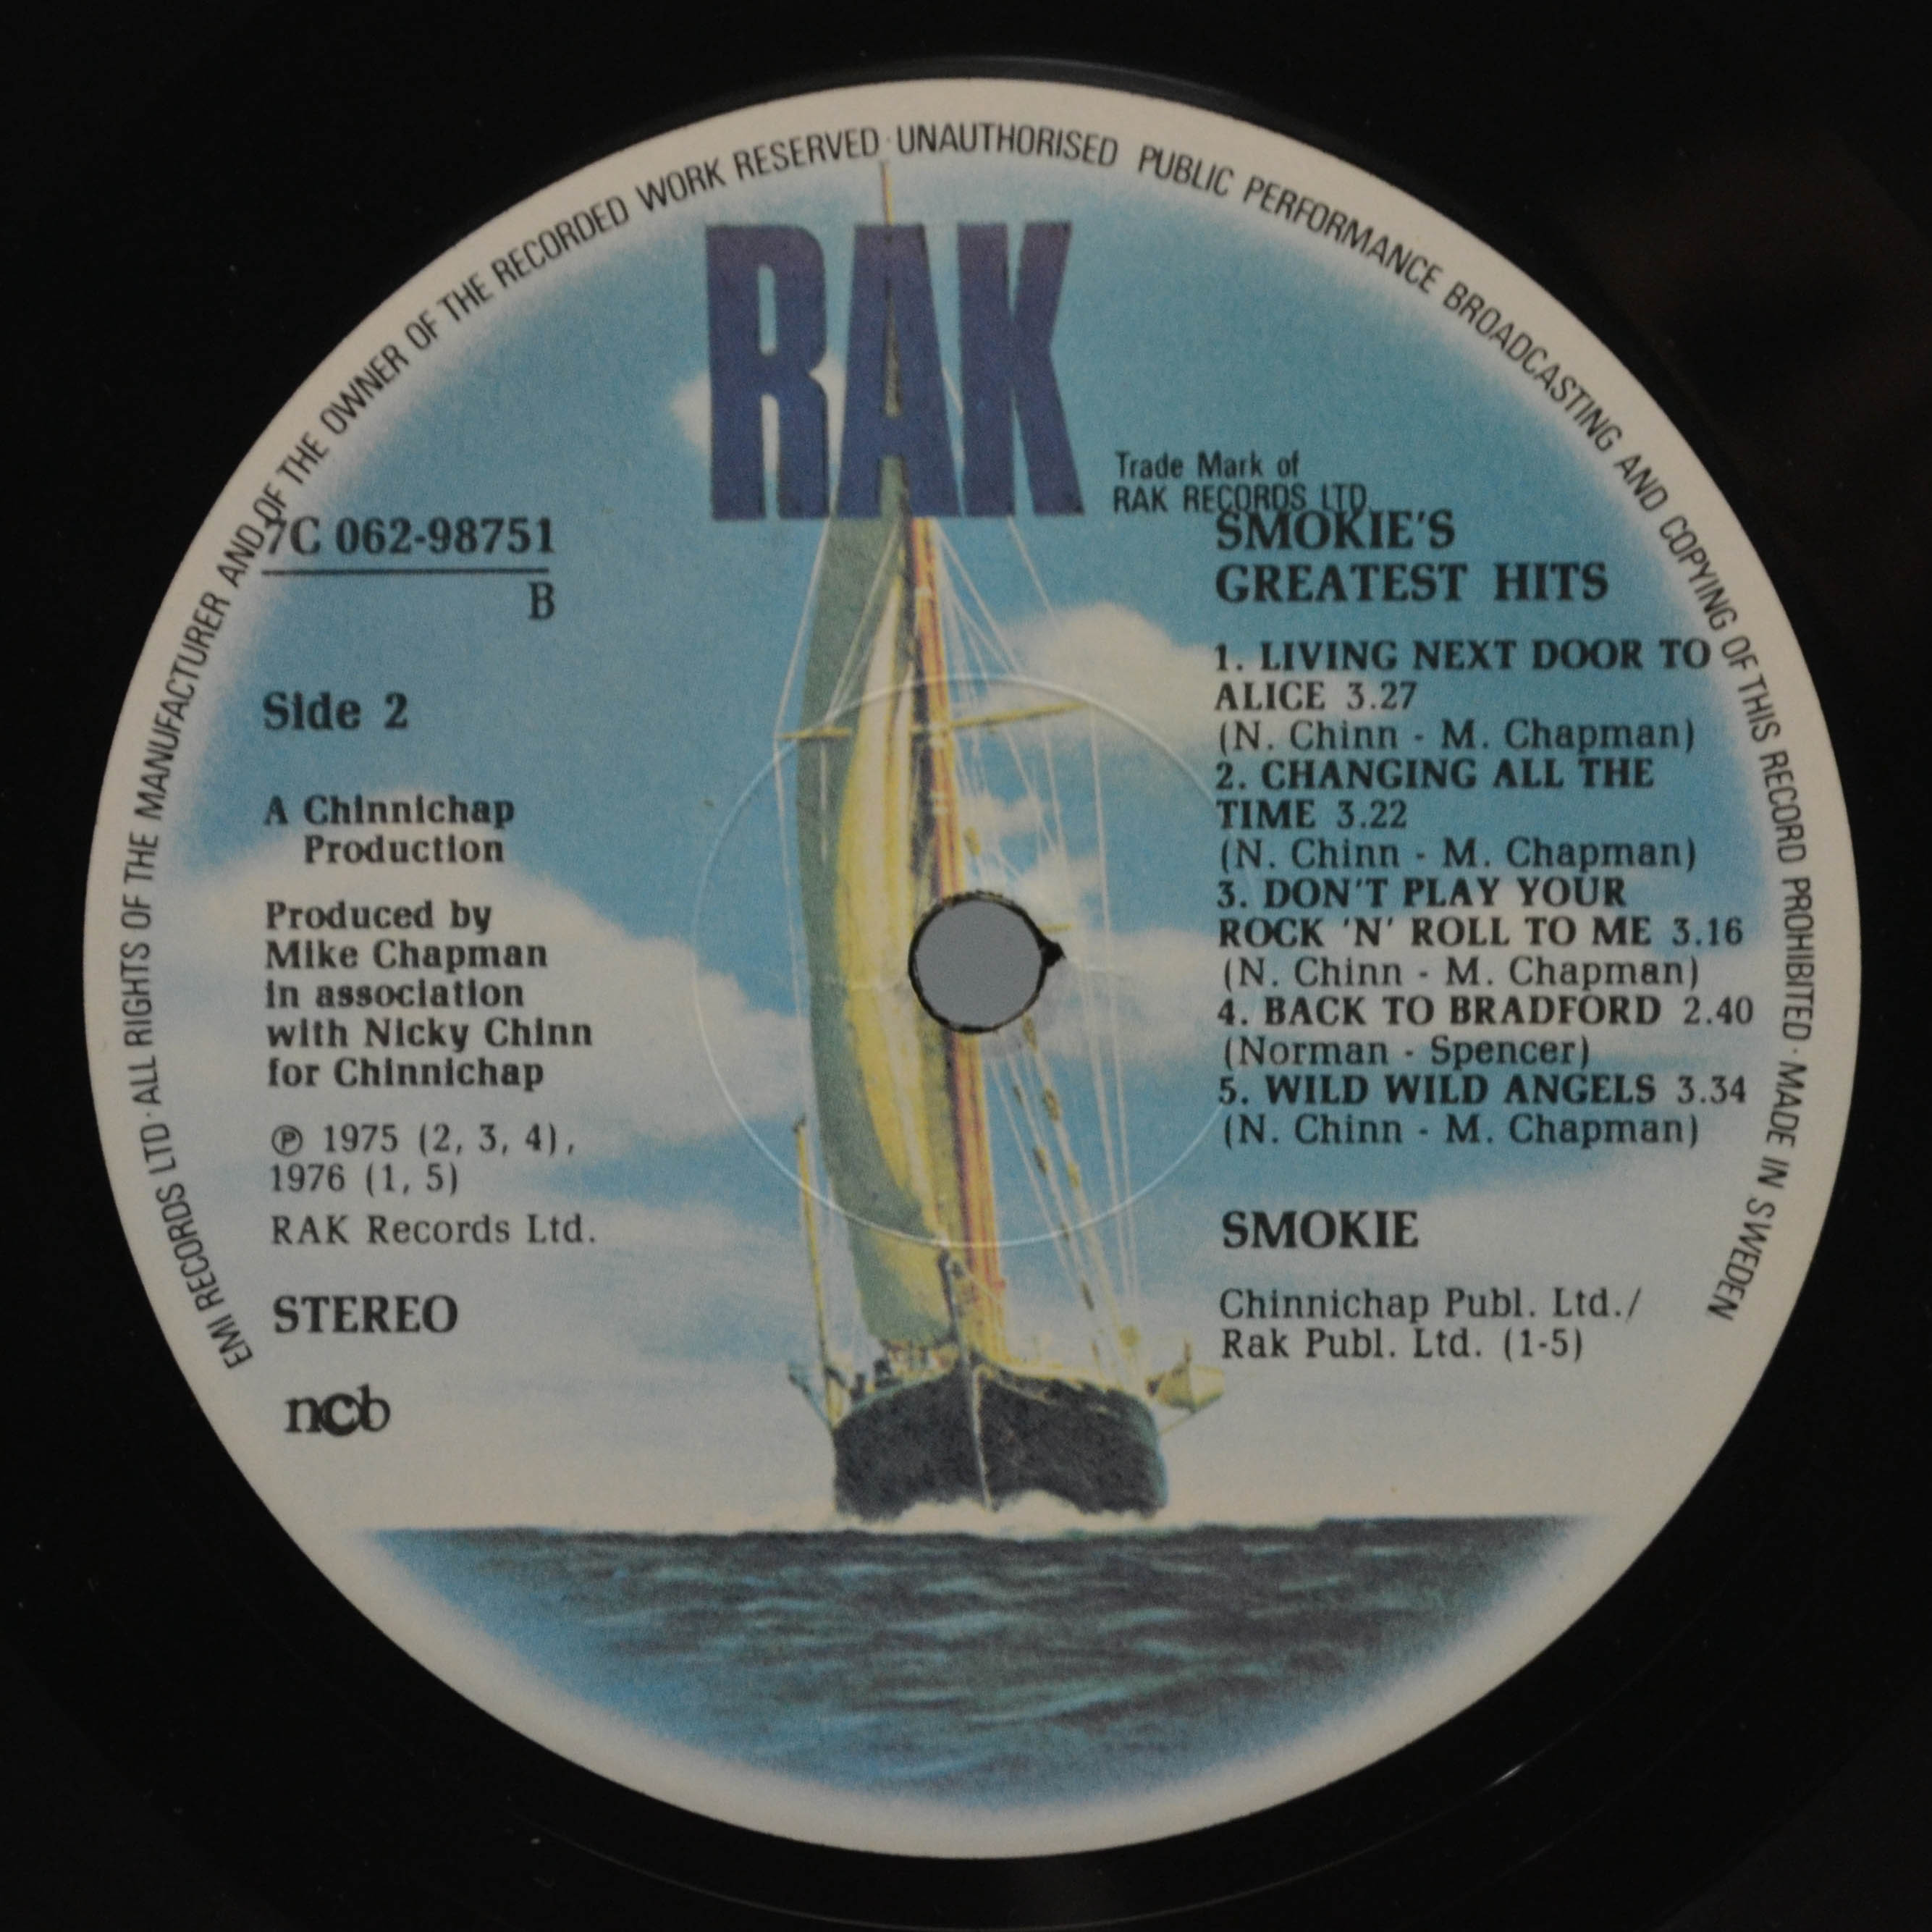 EMI RECORDS LTD · ALL RIGHTS OF THE MANUFACTURER AND OF THE OWNER OF THE RECORDED WORK RESERVED · UNAUTHORISED PUBLIC PERFORMANCE BROADCASTING AND COPYING OF THIS RECORD PROHIBITED · MADE IN SWEDEN
RAK
Trade Mark of
RAK RECORDS LTD.
7C 062-98751
B
Side 2
A Chinnichap
Production
Produced by
Mike Chapman
in association
with Nicky Chinn
for Chinnichap
℗ 1975 (2, 3, 4),
1976 (1, 5)
RAK Records Ltd.
STEREO
ncb
SMOKIE'S
GREATEST HITS
1. LIVING NEXT DOOR TO
ALICE 3.27
(N. Chinn - M. Chapman)
2. CHANGING ALL THE
TIME 3.22
(N. Chinn - M. Chapman)
3. DON'T PLAY YOUR
ROCK 'N' ROLL TO ME 3.16
(N. Chinn - M. Chapman)
4. BACK TO BRADFORD 2.40
(Norman - Spencer)
5. WILD WILD ANGELS 3.34
(N. Chinn - M. Chapman)
SMOKIE
Chinnichap Publ. Ltd./
Rak Publ. Ltd. (1-5)